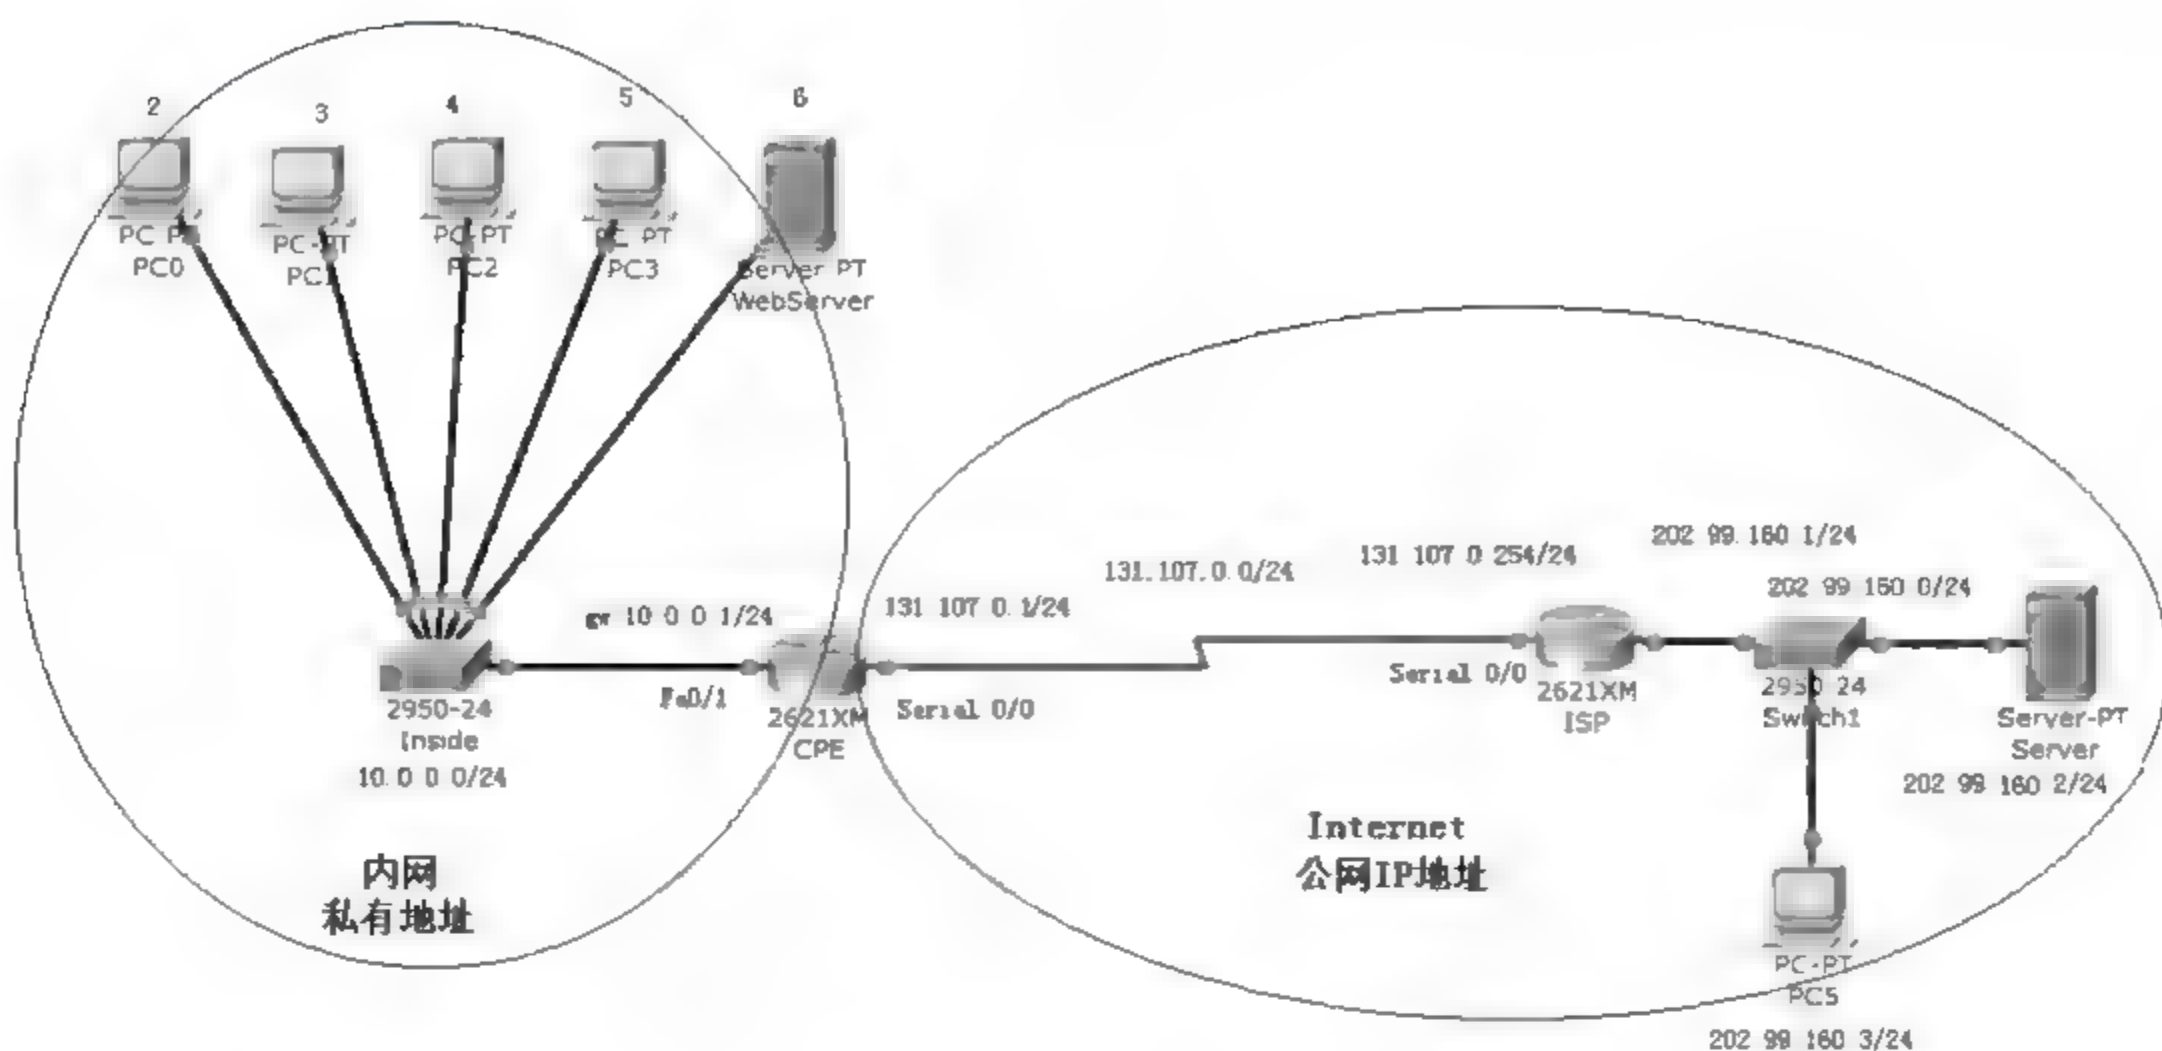 2
3
4
5
6
PC-PT
PC0
PC-PT
PC1
PC-PT
PC2
PC-PT
PC3
Server PT
WebServer
2950-24
Inside
10.0 0 0/24
gw 10 0 0 1/24
Fa0/1
2621XM
CPE
131 107 0.1/24
Serial 0/0
131.107.0 0/24
131 107 0 254/24
Serial 0/0
2621XM
ISP
202 99.160 1/24
202 99 160 0/24
2950 24
Switch1
Server-PT
Server
202 99 160 2/24
PC-PT
PC5
202 99 160 3/24
内网
私有地址
Internet
公网IP地址